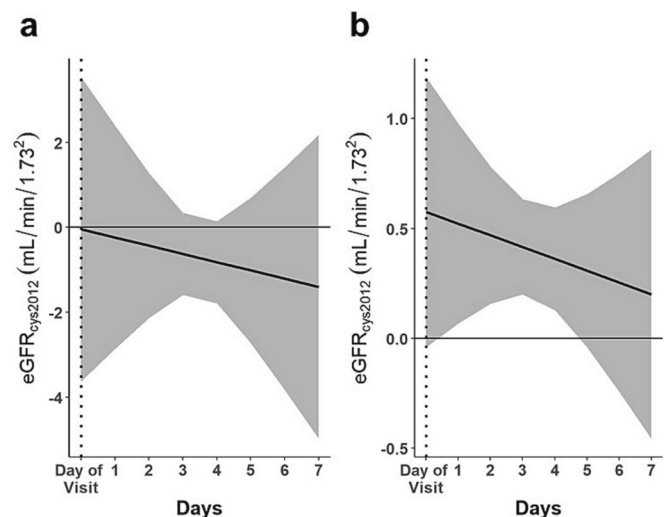 a
eGFRcys2012 (mL/min/1.73²)
2
0
-2
-4
Day of
Visit
1 2 3 4 5 6 7
Days
b
eGFRcys2012 (mL/min/1.73²)
1.0
0.5
0.0
-0.5
Day of
Visit
1 2 3 4 5 6 7
Days